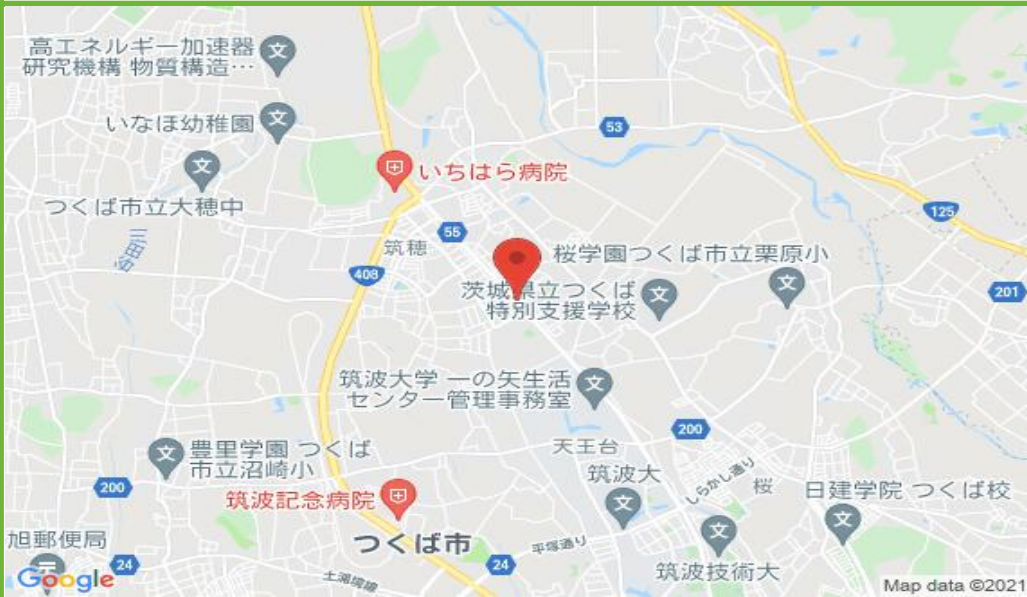 高エネルギー加速器
研究機構 物質構造…
いなほ幼稚園
53
いちはら病院
つくば市立大穂中
125
55
筑穂
桜学園つくば市立栗原小
408
茨城県立つくば
特別支援学校
201
筑波大学 一の矢生活
センター管理事務室
200
天王台
豊里学園 つくば
市立沼崎小
筑波大
しらかし通り
桜
200
日建学院 つくば校
筑波記念病院
旭郵便局
つくば市
平塚通り
24
24
筑波技術大
土浦境線
Google
Map data ©2021